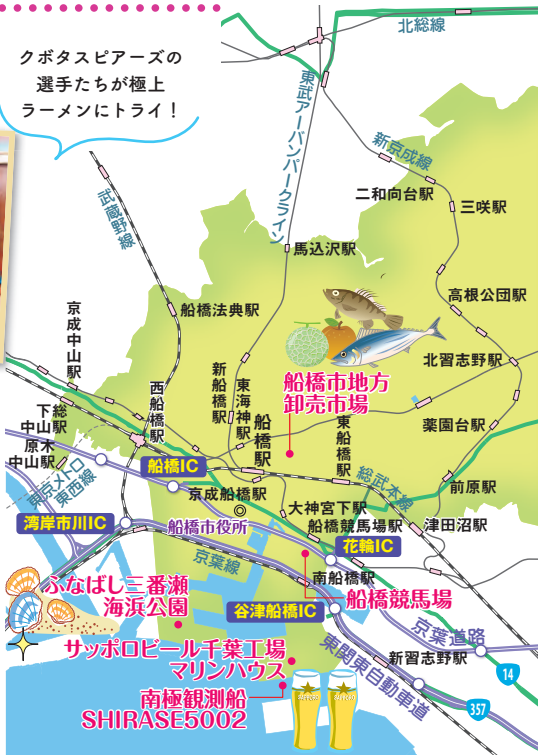 クボタスピアーズの
選手たちが極上
ラーメンにトライ！
北総線
東武アーバンパークライン
新京成線
二和向台駅
三咲駅
武蔵野線
馬込沢駅
高根公団駅
船橋法典駅
京成中山駅
北習志野駅
船橋市地方
卸売市場
西船橋駅
新船橋駅
東海神駅
船橋駅
東船橋駅
下総
中山駅
薬園台駅
原木
中山駅
船橋IC
総武本線
前原駅
東京メトロ
東西線
京成船橋駅
大神宮下駅
湾岸市川IC
船橋市役所
船橋競馬場駅
津田沼駅
花輪IC
京葉線
南船橋駅
船橋競馬場
ふなばし三番瀬
海浜公園
谷津船橋IC
京葉道路
サッポロビール千葉工場
マリンハウス
新習志野駅
東関東自動車道
14
南極観測船
SHIRASE5002
357